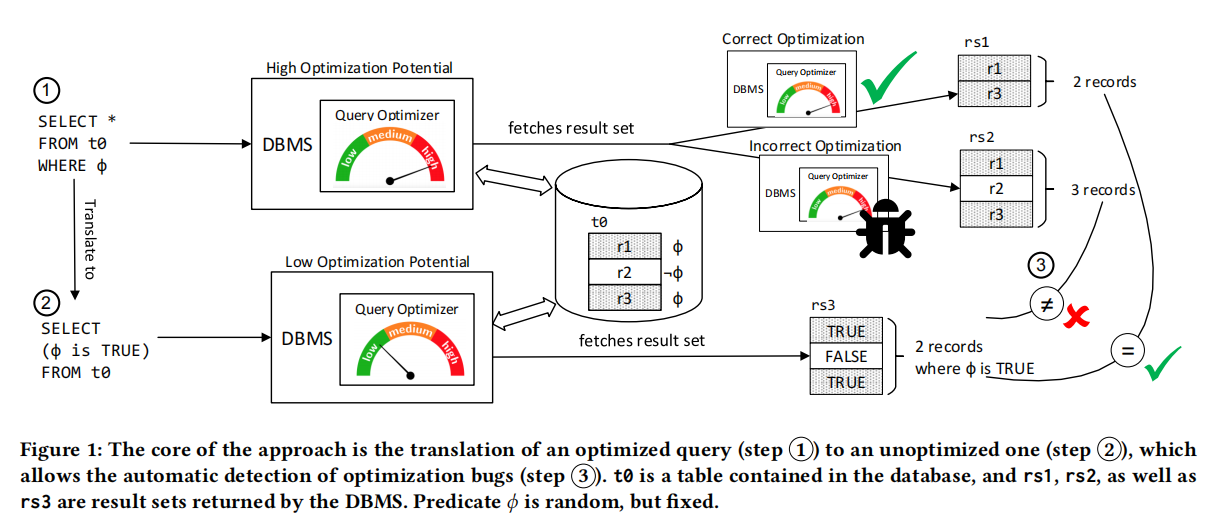 1
SELECT *
FROM t0
WHERE ϕ
Translate to
2
SELECT
(ϕ is TRUE)
FROM t0
High Optimization Potential
DBMS
Query Optimizer
low
medium
high
Low Optimization Potential
DBMS
Query Optimizer
low
medium
high
fetches result set
t0
r1 ϕ
r2 ¬ϕ
r3 ϕ
fetches result set
Correct Optimization
DBMS
Query Optimizer
low
medium
high
Incorrect Optimization
DBMS
Query Optimizer
low
medium
rs1
r1
r3
2 records
rs2
r1
r2
r3
3 records
3
≠
=
rs3
TRUE
FALSE
TRUE
2 records
where ϕ is TRUE
Figure 1: The core of the approach is the translation of an optimized query (step 1) to an unoptimized one (step 2), which
allows the automatic detection of optimization bugs (step 3). t0 is a table contained in the database, and rs1, rs2, as well as
rs3 are result sets returned by the DBMS. Predicate ϕ is random, but fixed.